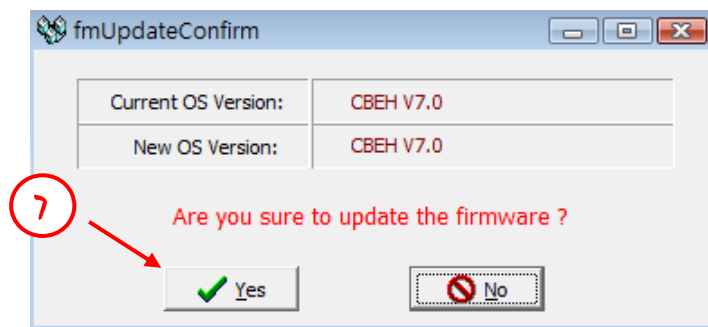 fmUpdateConfirm
Current OS Version: CBEH V7.0
New OS Version: CBEH V7.0
7
Are you sure to update the firmware ?
Yes No